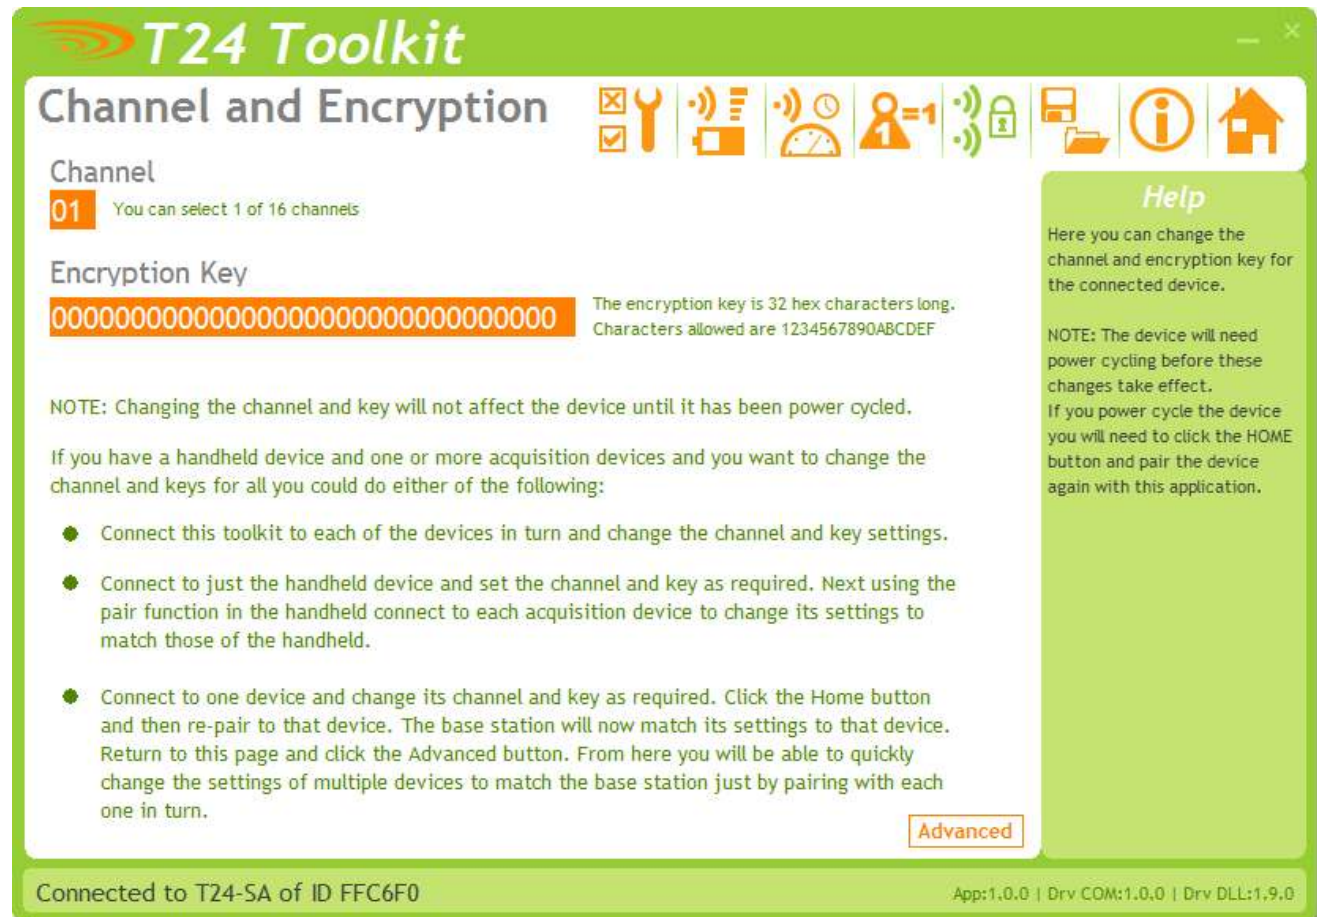 T24 Toolkit
Channel and Encryption
1
=1
Channel
01
You can select 1 of 16 channels
Encryption Key
00000000000000000000000000000000
The encryption key is 32 hex characters long.
Characters allowed are 1234567890ABCDEF
NOTE: Changing the channel and key will not affect the device until it has been power cycled.
If you have a handheld device and one or more acquisition devices and you want to change the
channel and keys for all you could do either of the following:
Connect this toolkit to each of the devices in turn and change the channel and key settings.
Connect to just the handheld device and set the channel and key as required. Next using the
pair function in the handheld connect to each acquisition device to change its settings to
match those of the handheld.
Connect to one device and change its channel and key as required. Click the Home button
and then re-pair to that device. The base station will now match its settings to that device.
Return to this page and click the Advanced button. From here you will be able to quickly
change the settings of multiple devices to match the base station just by pairing with each
one in turn.
Advanced
Help
Here you can change the
channel and encryption key for
the connected device.
NOTE: The device will need
power cycling before these
changes take effect.
If you power cycle the device
you will need to click the HOME
button and pair the device
again with this application.
Connected to T24-SA of ID FFC6F0
App:1.0.0 | Drv COM:1.0.0 | Drv DLL:1.9.0